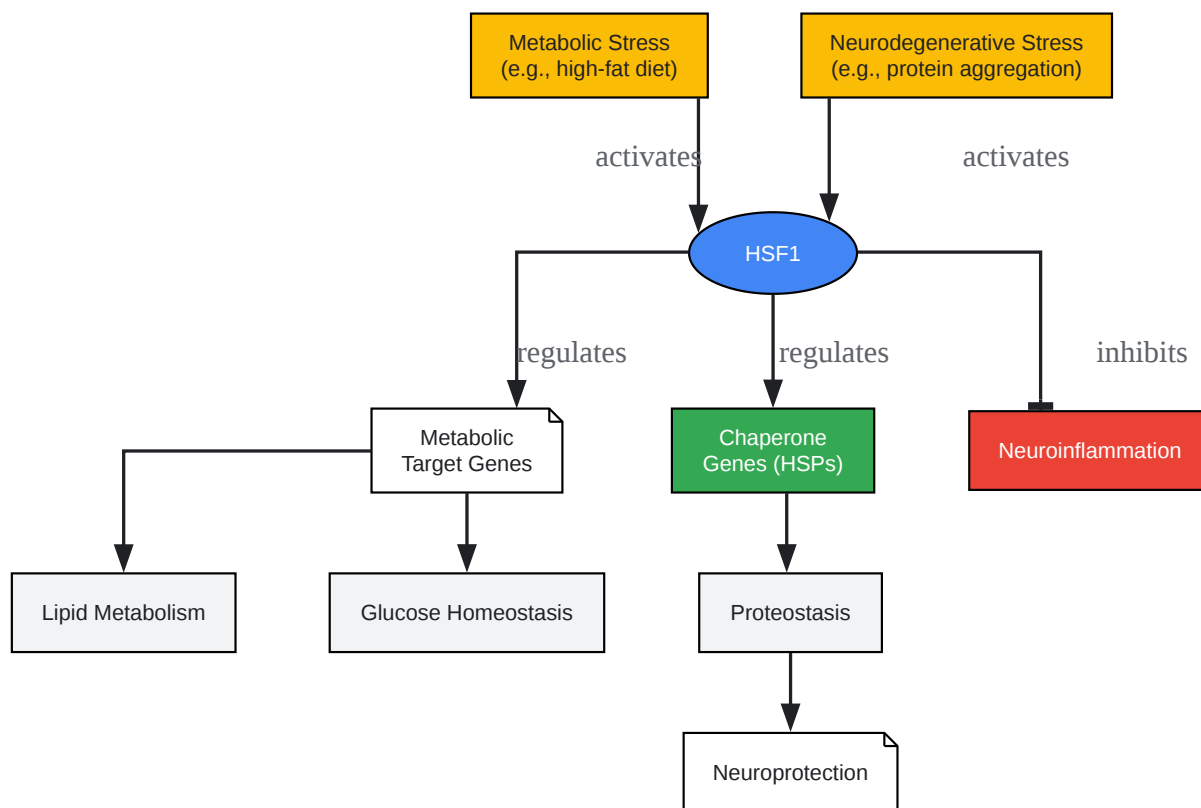 Metabolic Stress
(e.g., high-fat diet)
Neurodegenerative Stress
(e.g., protein aggregation)
activates
activates
HSF1
regulates
regulates
inhibits
Metabolic
Target Genes
Chaperone
Genes (HSPs)
Neuroinflammation
Lipid Metabolism
Glucose Homeostasis
Proteostasis
Neuroprotection